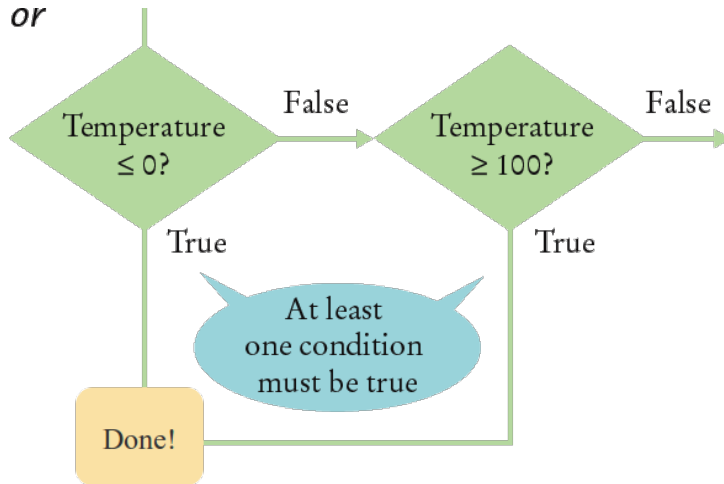 or
Temperature
≤ 0?
False
Temperature
≥ 100?
False
True
True
At least
one condition
must be true
Done!